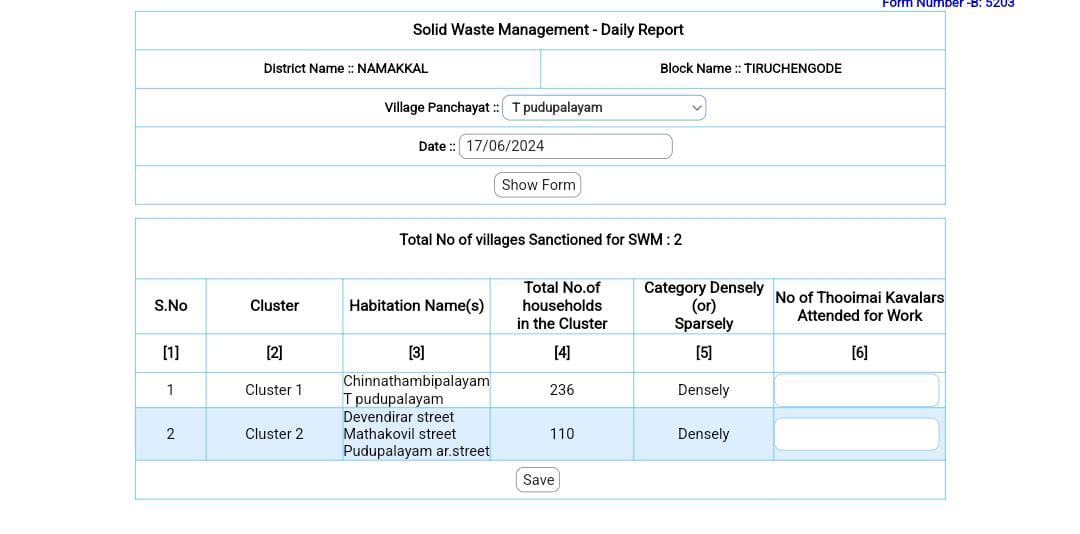 Form Number -B: 5203
Solid Waste Management - Daily Report
District Name :: NAMAKKAL
Block Name :: TIRUCHENGODE
Village Panchayat :: T pudupalayam
Date :: 17/06/2024
Show Form
Total No of villages Sanctioned for SWM : 2
S.No
Cluster
Habitation Name(s)
Total No.of
households
in the Cluster
Category Densely
(or)
Sparsely
No of Thooimai Kavalars
Attended for Work
[1] [2] [3] [4] [5] [6]
1 Cluster 1
Chinnathambipalayam
T pudupalayam
236 Densely
2 Cluster 2
Devendirar street
Mathakovil street
Pudupalayam ar.street
110 Densely
Save